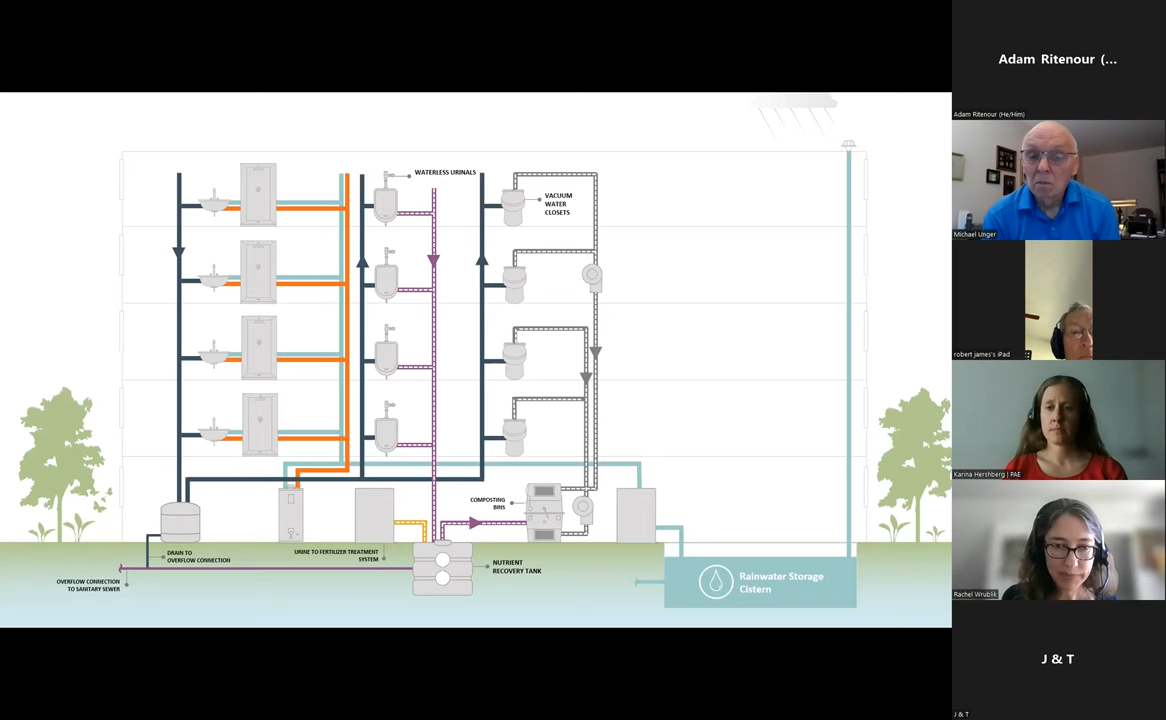 WATERLESS URINALS
VACUUM
WATER
CLOSETS
COMPOSTING
BINS
DRAIN TO
OVERFLOW CONNECTION
URINE TO FERTILIZER TREATMENT
SYSTEM
NUTRIENT
RECOVERY TANK
OVERFLOW CONNECTION
TO SANITARY SEWER
Rainwater Storage
Cistern
Adam Ritenour (...
Adam Ritenour (He/Him)
Michael Unger
robert james's iPad
Karina Hershberg | PAE
Rachel Wrublik
J & T
J & T